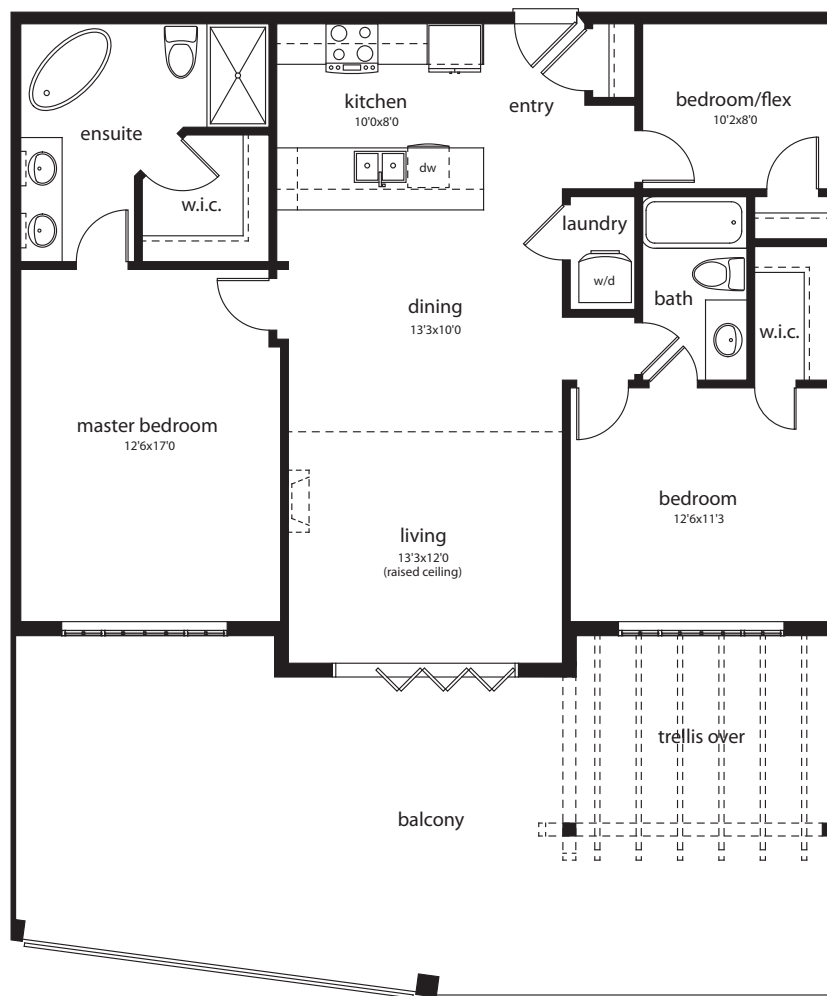 kitchen
10'0x8'0
entry
bedroom/flex
10'2x8'0
ensuite
dw
w.i.c.
laundry
w/d
bath
dining
13'3x10'0
w.i.c.
master bedroom
12'6x17'0
bedroom
12'6x11'3
living
13'3x12'0
(raised ceiling)
trellis over
balcony